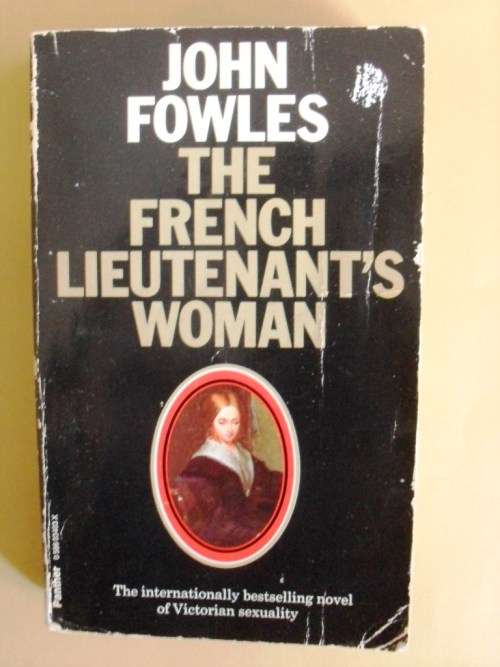 JOHN
FOWLES
THE
FRENCH
LIEUTENANT'S
WOMAN
The internationally bestselling novel
of Victorian sexuality
Panther